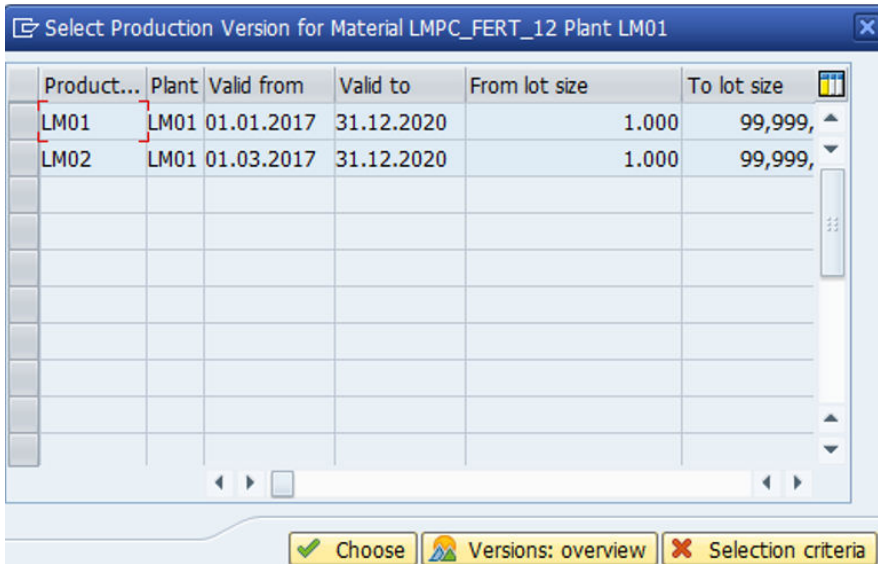 Select Production Version for Material LMPC_FERT_12 Plant LM01
Product... Plant Valid from Valid to From lot size To lot size
LM01 LM01 01.01.2017 31.12.2020 1.000 99,999,
LM02 LM01 01.03.2017 31.12.2020 1.000 99,999,
Choose Versions: overview Selection criteria